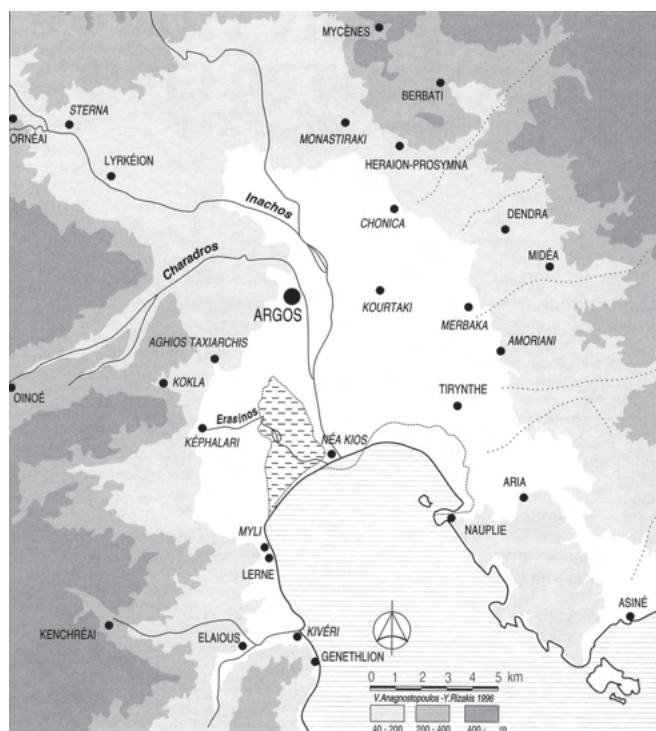 MYCÈNES
BERBATI
STERNA
ORNÉAI
MONASTIRAKI
HERAION-PROSYMNA
LYRKÉION
Inachos
CHONICA
DENDRA
MIDÉA
Charadros
ARGOS
KOURTAKI
MERBAKA
AMORIANI
AGHIOS TAXIARCHIS
KOKLA
OINOÉ
TIRYNTHE
Erasinos
KÉPHALARI
NÉA KIOS
ARIA
NAUPLIE
MYLI
LERNE
ASINÉ
KENCHRÉAI
ELAIOUS
KIVÉRI
GENETHLION
0 1 2 3 4 5 km
V.Anagnostopoulos -Y.Rizakis 1996
40 - 200 200 - 400 400 - m